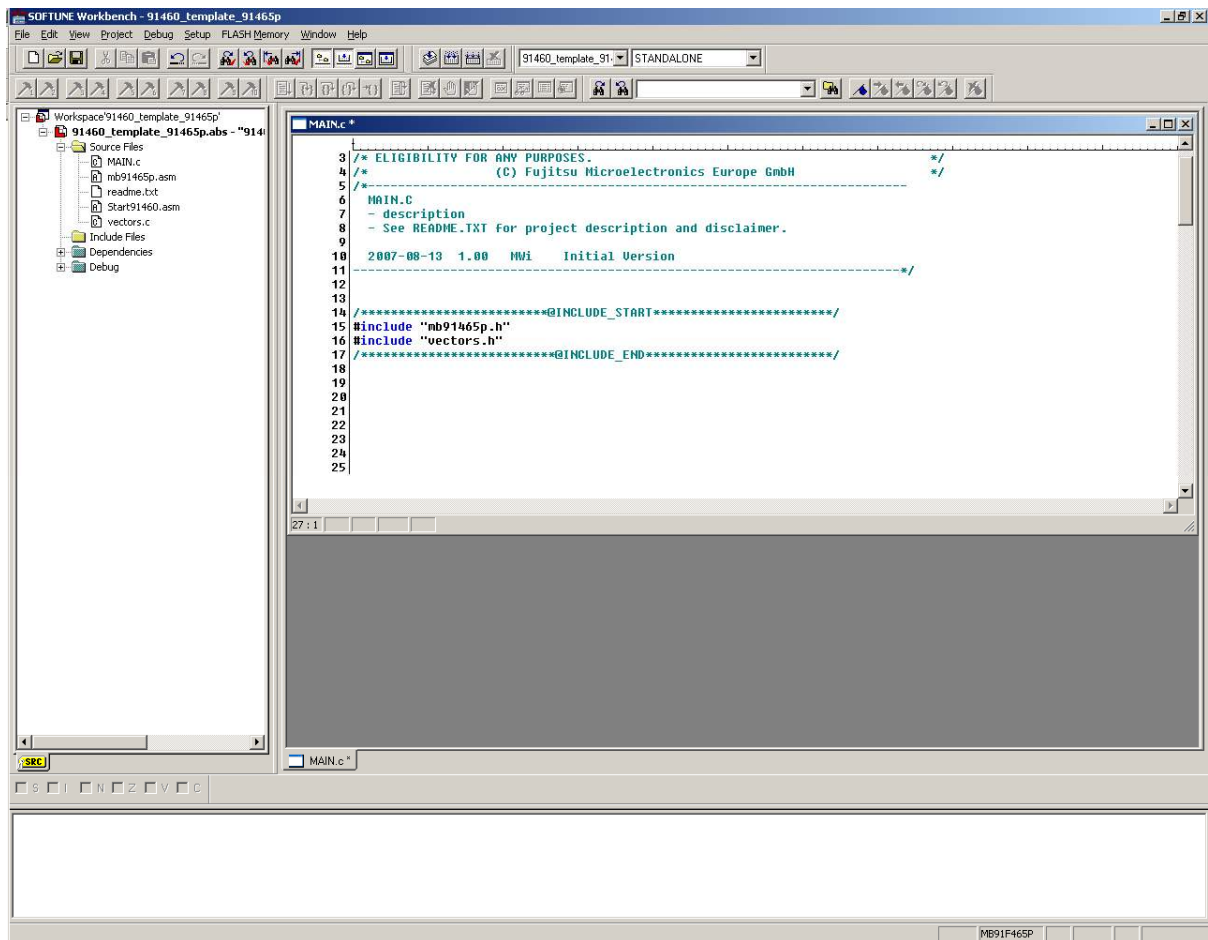 SOFTUNE Workbench - 91460_template_91465p
File Edit View Project Debug Setup FLASH Memory Window Help
91460_template_91 STANDALONE
Workspace'91460_template_91465p'
91460_template_91465p.abs - "914
Source Files
MAIN.c
mb91465p.asm
readme.txt
Start91460.asm
vectors.c
Include Files
Dependencies
Debug
SRC
MAIN.c *
3 /* ELIGIBILITY FOR ANY PURPOSES. */
4 /* (C) Fujitsu Microelectronics Europe GmbH */
5 /*---------------------------------------------------------------------------
6 MAIN.C
7 - description
8 - See README.TXT for project description and disclaimer.
9
10 2007-08-13 1.00 MWi Initial Version
11 ---------------------------------------------------------------------------*/
12
13
14 /*************************@INCLUDE_START************************/
15 #include "mb91465p.h"
16 #include "vectors.h"
17 /**************************@INCLUDE_END*************************/
18
19
20
21
22
23
24
25
27 : 1
MAIN.c *
S I N Z V C
MB91F465P